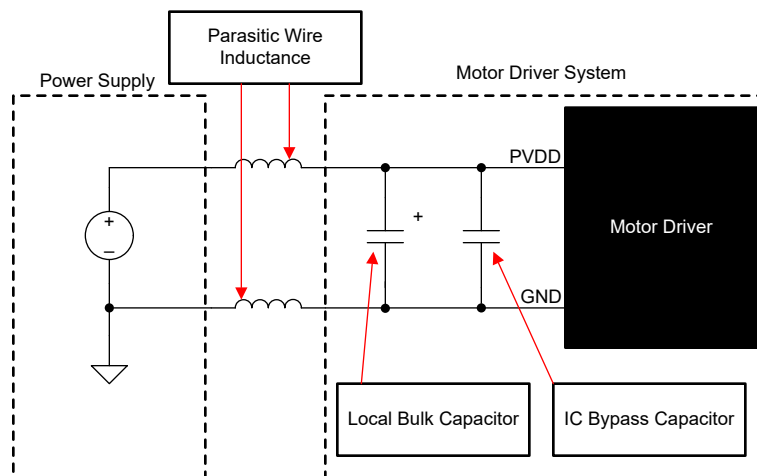 Parasitic Wire
Inductance
Power Supply
Motor Driver System
PVDD
+
+
–
Motor Driver
GND
Local Bulk Capacitor
IC Bypass Capacitor